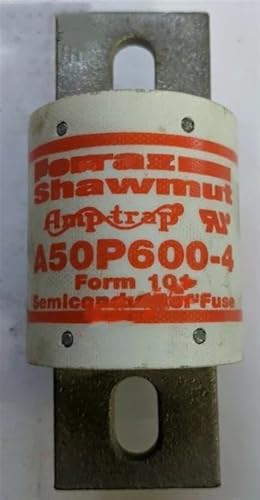 Ferraz
Shawmut
Amp-trap®
A50P600-4
Form 101
Semiconductor Fuse